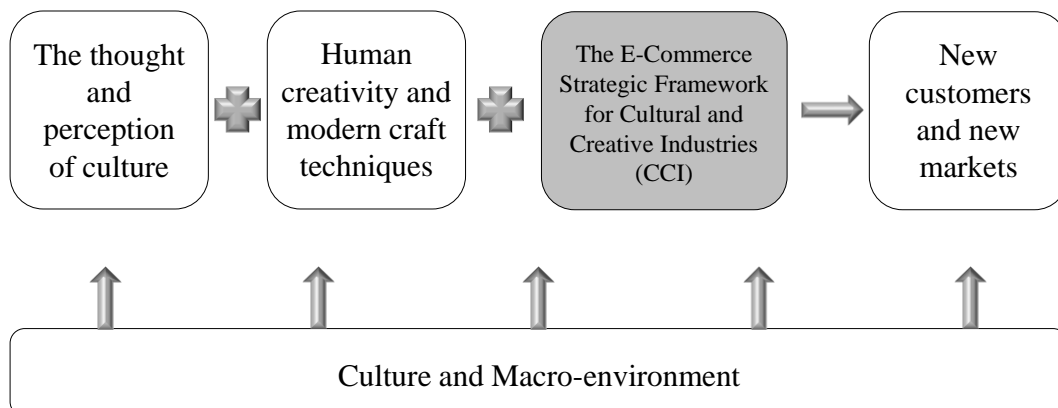 The thought
and
perception
of culture
Human
creativity and
modern craft
techniques
The E-Commerce
Strategic Framework
for Cultural and
Creative Industries
(CCI)
New
customers
and new
markets
Culture and Macro-environment